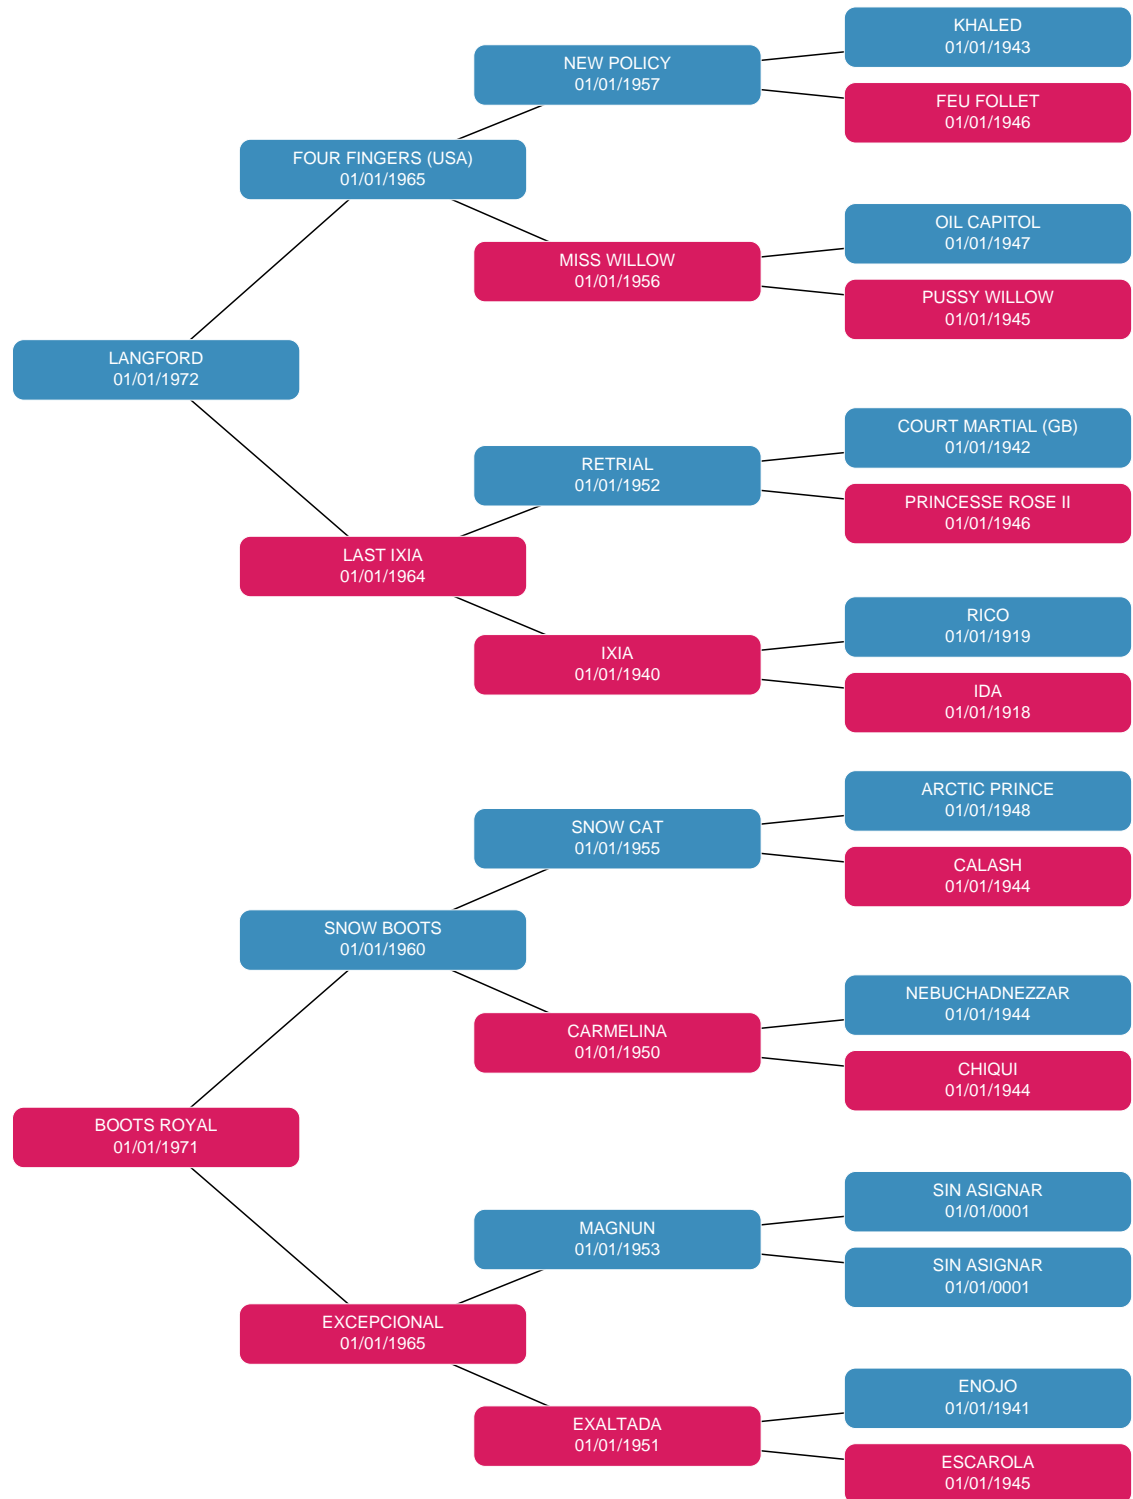 KHALED
01/01/1943
NEW POLICY
01/01/1957
FEU FOLLET
01/01/1946
FOUR FINGERS (USA)
01/01/1965
OIL CAPITOL
01/01/1947
MISS WILLOW
01/01/1956
PUSSY WILLOW
01/01/1945
LANGFORD
01/01/1972
COURT MARTIAL (GB)
01/01/1942
RETRIAL
01/01/1952
PRINCESSE ROSE II
01/01/1946
LAST IXIA
01/01/1964
RICO
01/01/1919
IXIA
01/01/1940
IDA
01/01/1918
ARCTIC PRINCE
01/01/1948
SNOW CAT
01/01/1955
CALASH
01/01/1944
SNOW BOOTS
01/01/1960
NEBUCHADNEZZAR
01/01/1944
CARMELINA
01/01/1950
CHIQUI
01/01/1944
BOOTS ROYAL
01/01/1971
SIN ASIGNAR
01/01/0001
MAGNUN
01/01/1953
SIN ASIGNAR
01/01/0001
EXCEPCIONAL
01/01/1965
ENOJO
01/01/1941
EXALTADA
01/01/1951
ESCAROLA
01/01/1945